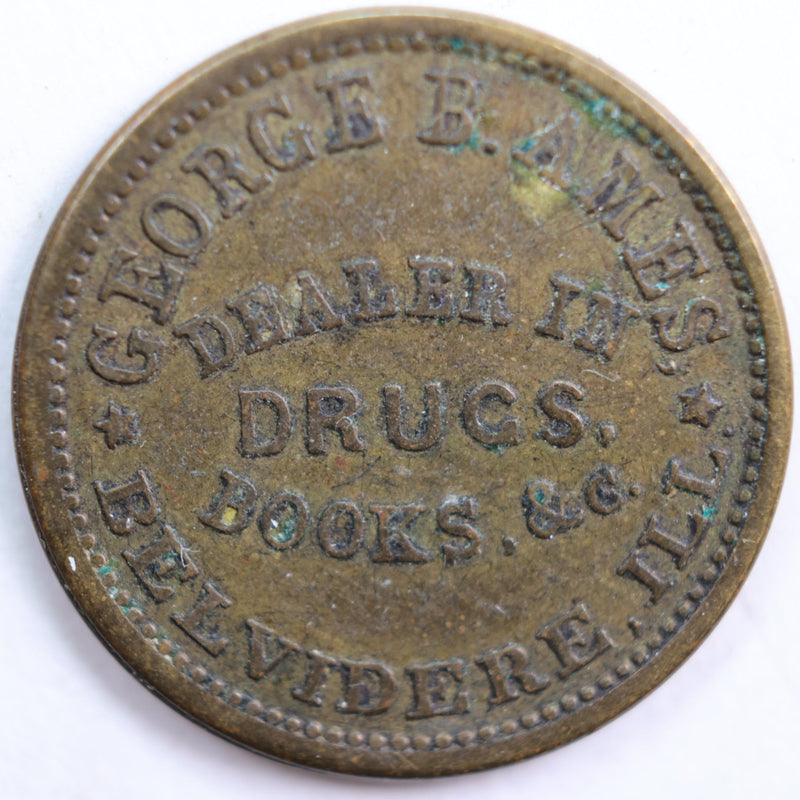 GEORGE B. AMES,
DEALER IN
DRUGS,
BOOKS, &c.
BELVIDERE, ILL.